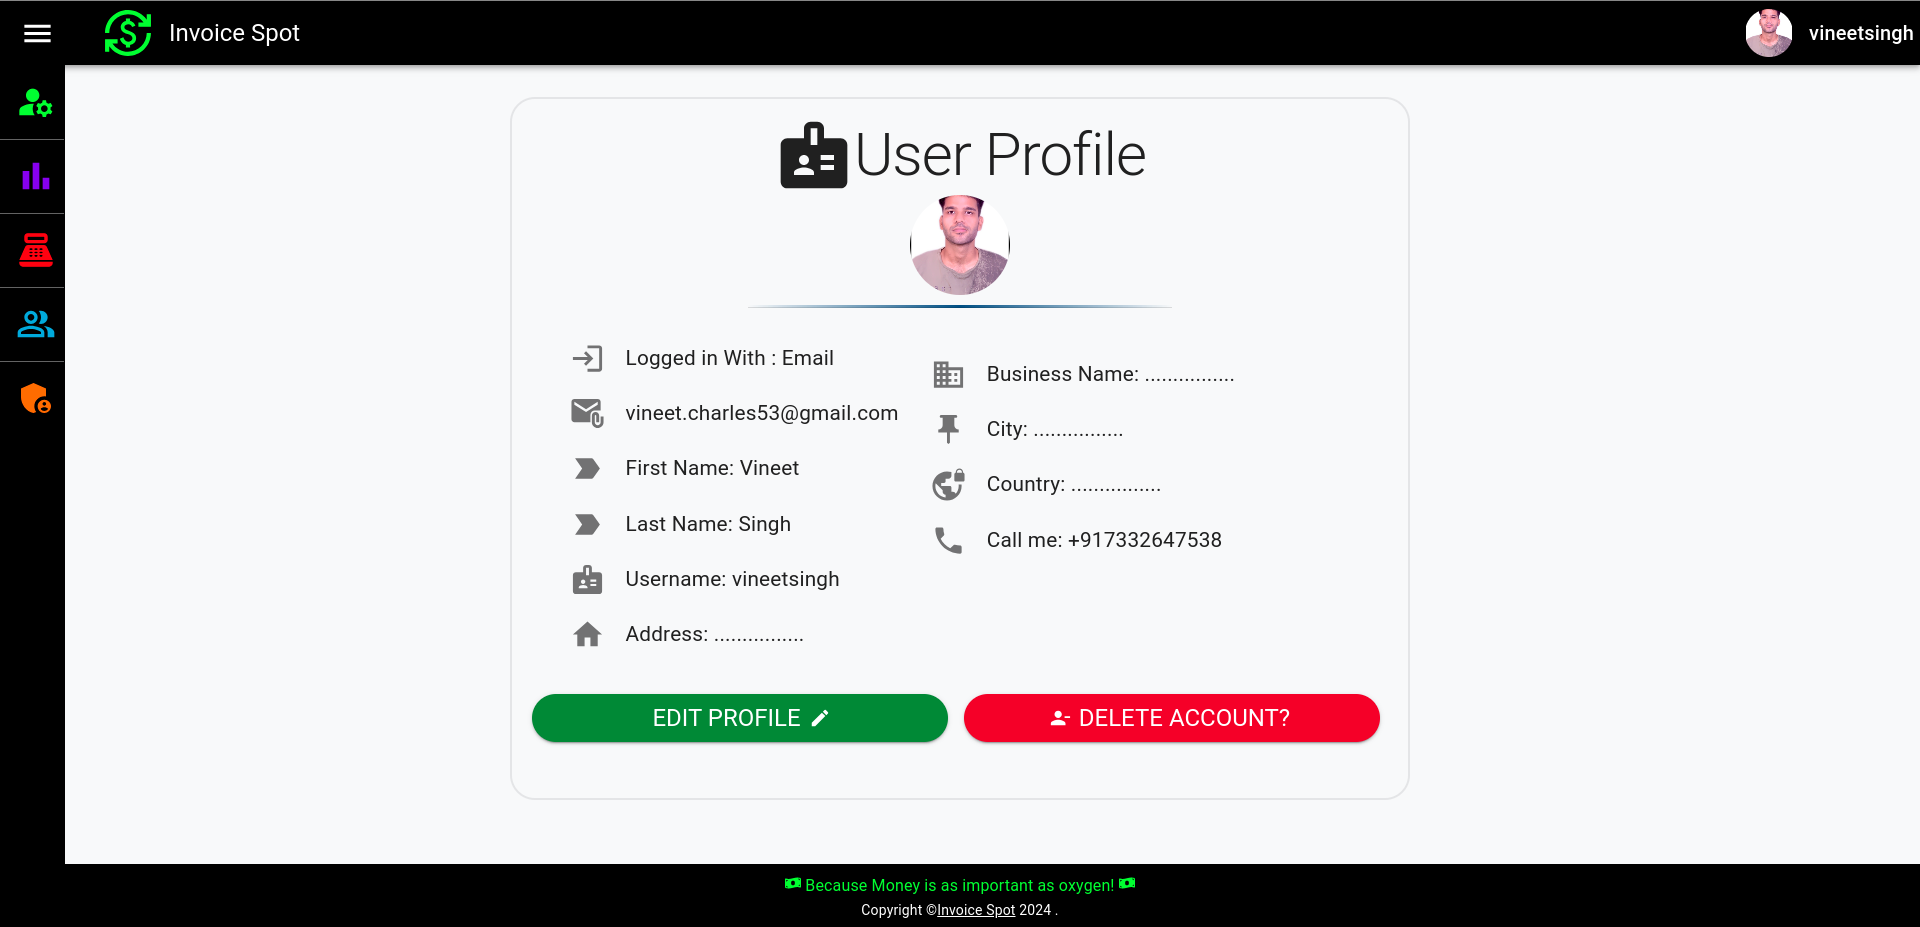 Invoice Spot
vineetsingh
User Profile
Logged in With : Email
vineet.charles53@gmail.com
First Name: Vineet
Last Name: Singh
Username: vineetsingh
Address: ................
Business Name: ................
City: ................
Country: ................
Call me: +917332647538
EDIT PROFILE
DELETE ACCOUNT?
Because Money is as important as oxygen!
Copyright ©Invoice Spot 2024 .